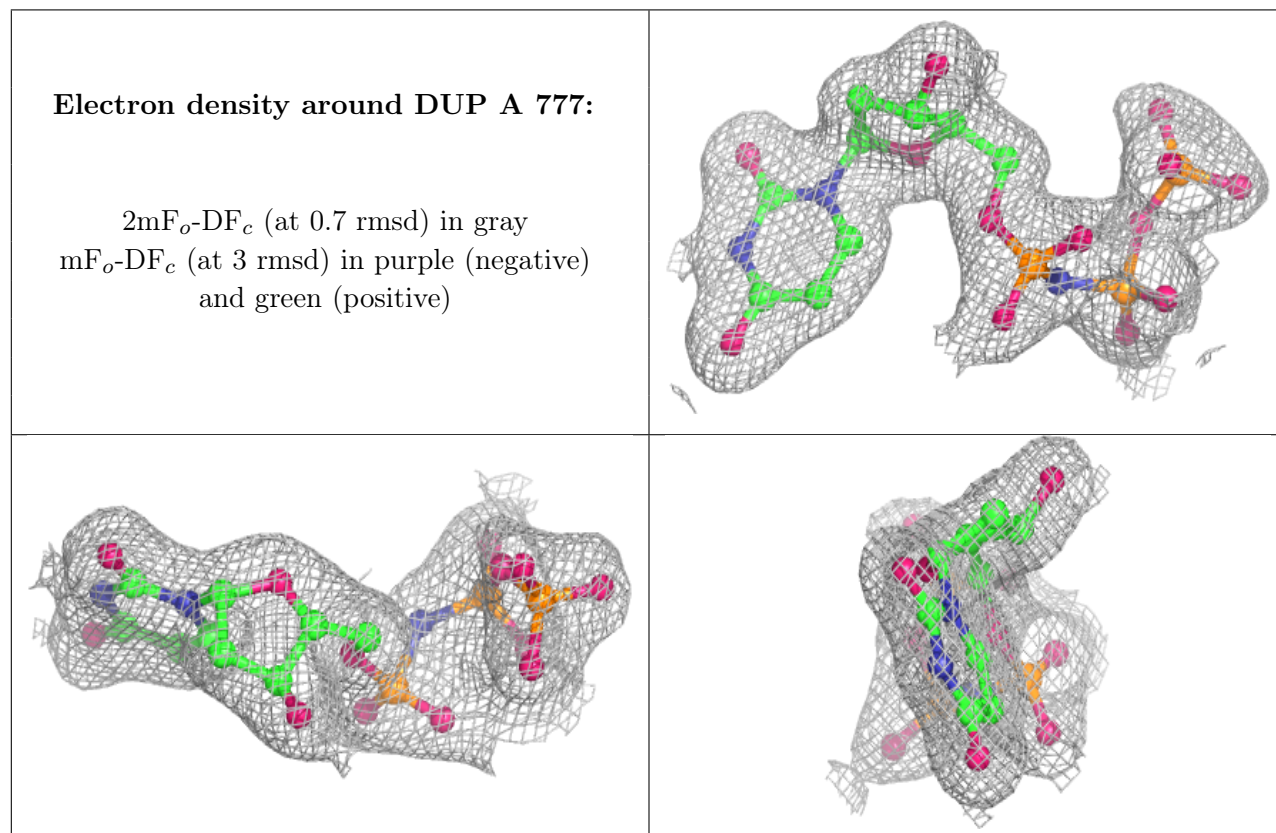 Electron density around DUP A 777:
2mFo-DFc (at 0.7 rmsd) in gray
mFo-DFc (at 3 rmsd) in purple (negative)
and green (positive)